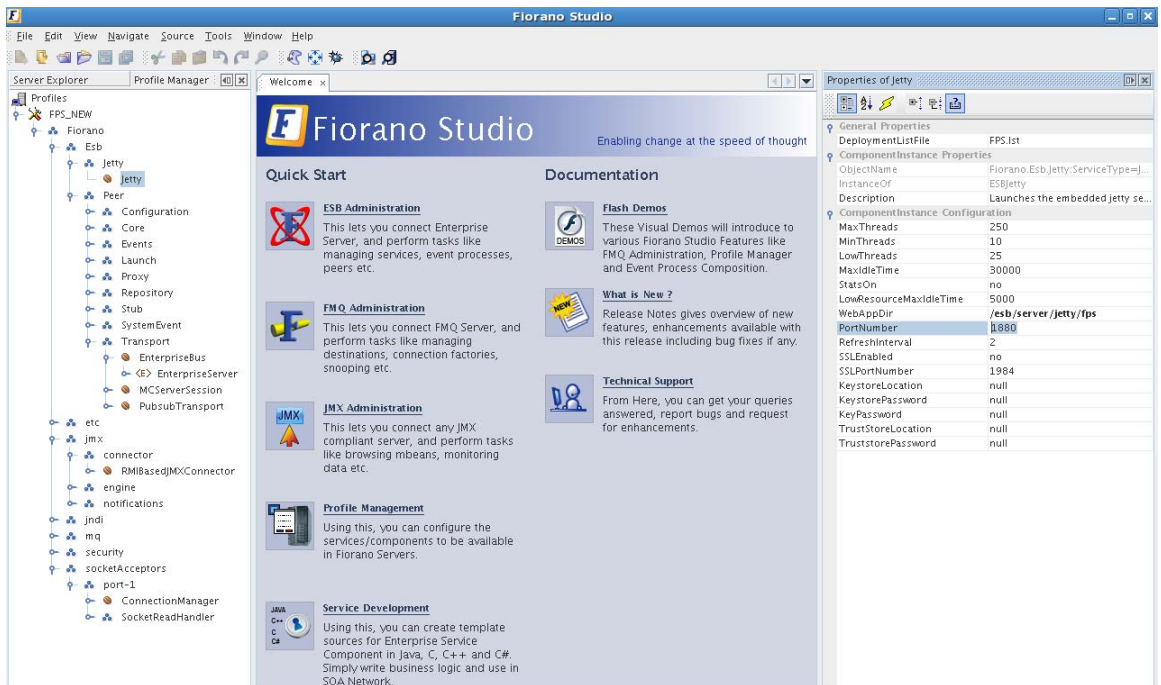 Fiorano Studio
File Edit View Navigate Source Tools Window Help
Server Explorer Profile Manager
Profiles
FPS_NEW
Fiorano
Esb
Jetty
Jetty
Peer
Configuration
Core
Events
Launch
Proxy
Repository
Stub
SystemEvent
Transport
EnterpriseBus
<E> EnterpriseServer
MCServerSession
PubsubTransport
etc
jmx
connector
RMIBasedJMXConnector
engine
notifications
jndi
mq
security
socketAcceptors
port-1
ConnectionManager
SocketReadHandler
Welcome x
Fiorano Studio
Enabling change at the speed of thought
Quick Start
ESB Administration
This lets you connect Enterprise
Server, and perform tasks like
managing services, event processes,
peers etc.
FMQ Administration
This lets you connect FMQ Server, and
perform tasks like managing
destinations, connection factories,
snooping etc.
JMX
JMX Administration
This lets you connect any JMX
compliant server, and perform tasks
like browsing mbeans, monitoring
data etc.
Profile Management
Using this, you can configure the
services/components to be available
in Fiorano Servers.
JAVA
C++
C
C#
Service Development
Using this, you can create template
sources for Enterprise Service
Component in Java, C, C++ and C#.
Simply write business logic and use in
SOA Network.
Documentation
DEMOS
Flash Demos
These Visual Demos will introduce to
various Fiorano Studio Features like
FMQ Administration, Profile Manager
and Event Process Composition.
NEW
What is New ?
Release Notes gives overview of new
features, enhancements available with
this release including bug fixes if any.
Technical Support
From Here, you can get your queries
answered, report bugs and request
for enhancements.
Properties of Jetty
General Properties
DeploymentListFile FPS.lst
ComponentInstance Properties
ObjectName Fiorano.Esb.Jetty:ServiceType=J...
InstanceOf ESBJetty
Description Launches the embedded jetty se...
ComponentInstance Configuration
MaxThreads 250
MinThreads 10
LowThreads 25
MaxIdleTime 30000
StatsOn no
LowResourceMaxIdleTime 5000
WebAppDir /esb/server/jetty/fps
PortNumber 1880
RefreshInterval 2
SSLEnabled no
SSLPortNumber 1984
KeystoreLocation null
KeystorePassword null
KeyPassword null
TrustStoreLocation null
TruststorePassword null